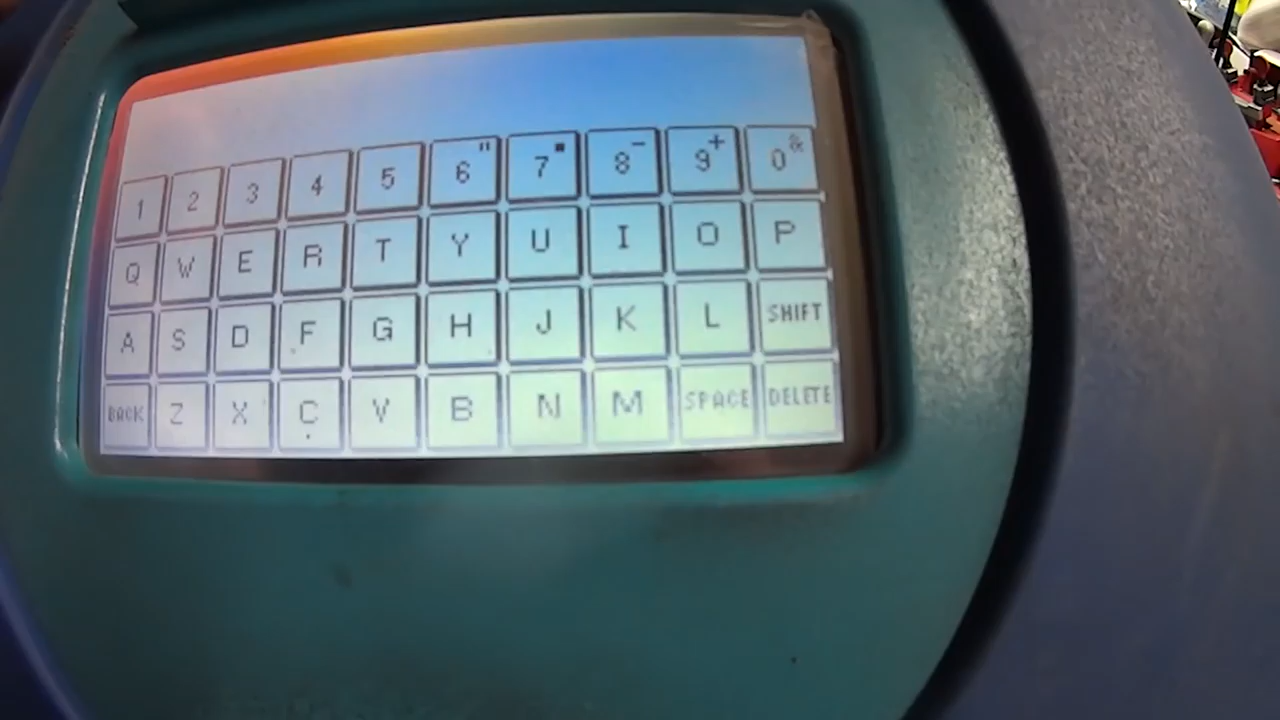 1 2 3 4 5 6" 7■ 8- 9+ 0&
Q W E R T Y U I O P
A S D F G H J K L SHIFT
BACK Z X C V B N M SPACE DELETE